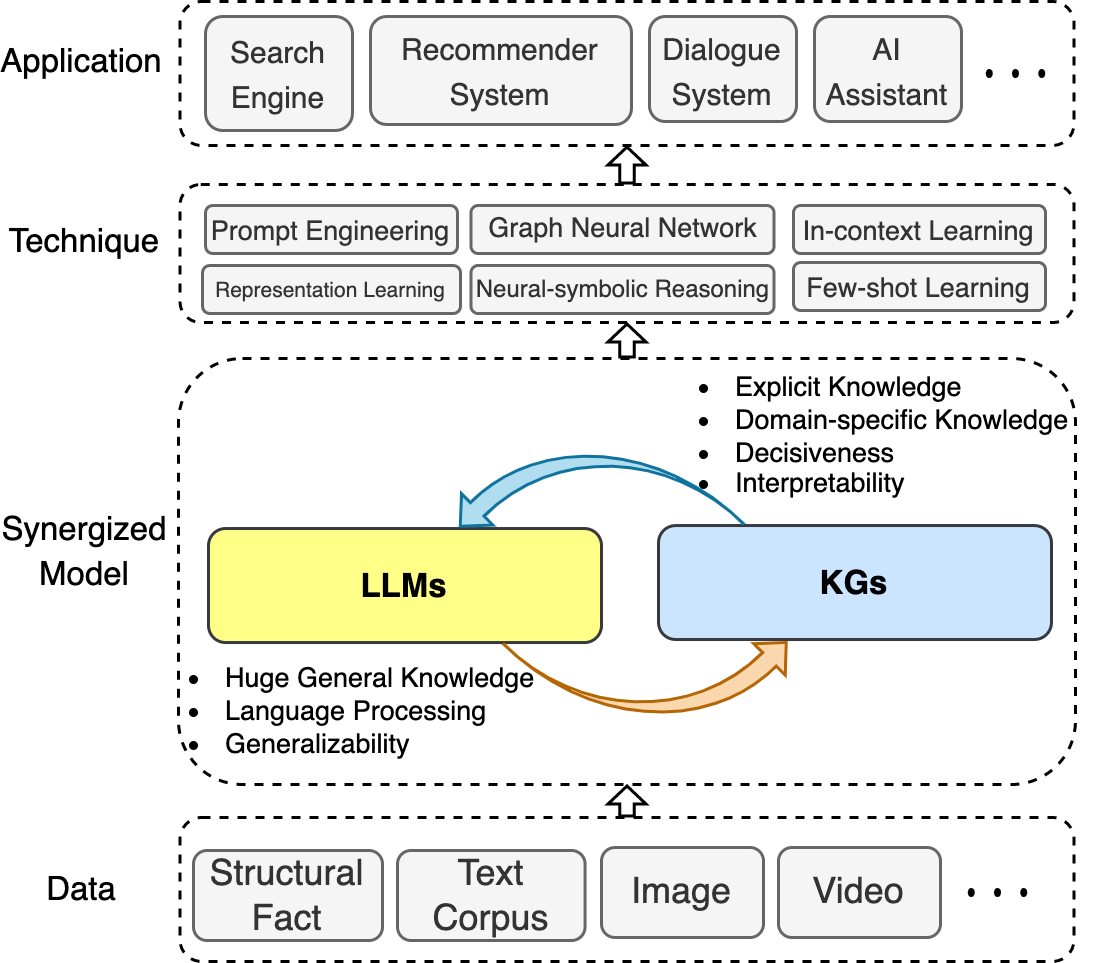 Application
Search
Engine
Recommender
System
Dialogue
System
AI
Assistant
• • •
Technique
Prompt Engineering
Graph Neural Network
In-context Learning
Representation Learning
Neural-symbolic Reasoning
Few-shot Learning
Synergized
Model
• Explicit Knowledge
• Domain-specific Knowledge
• Decisiveness
• Interpretability
LLMs
KGs
• Huge General Knowledge
• Language Processing
• Generalizability
Data
Structural
Fact
Text
Corpus
Image
Video
• • •